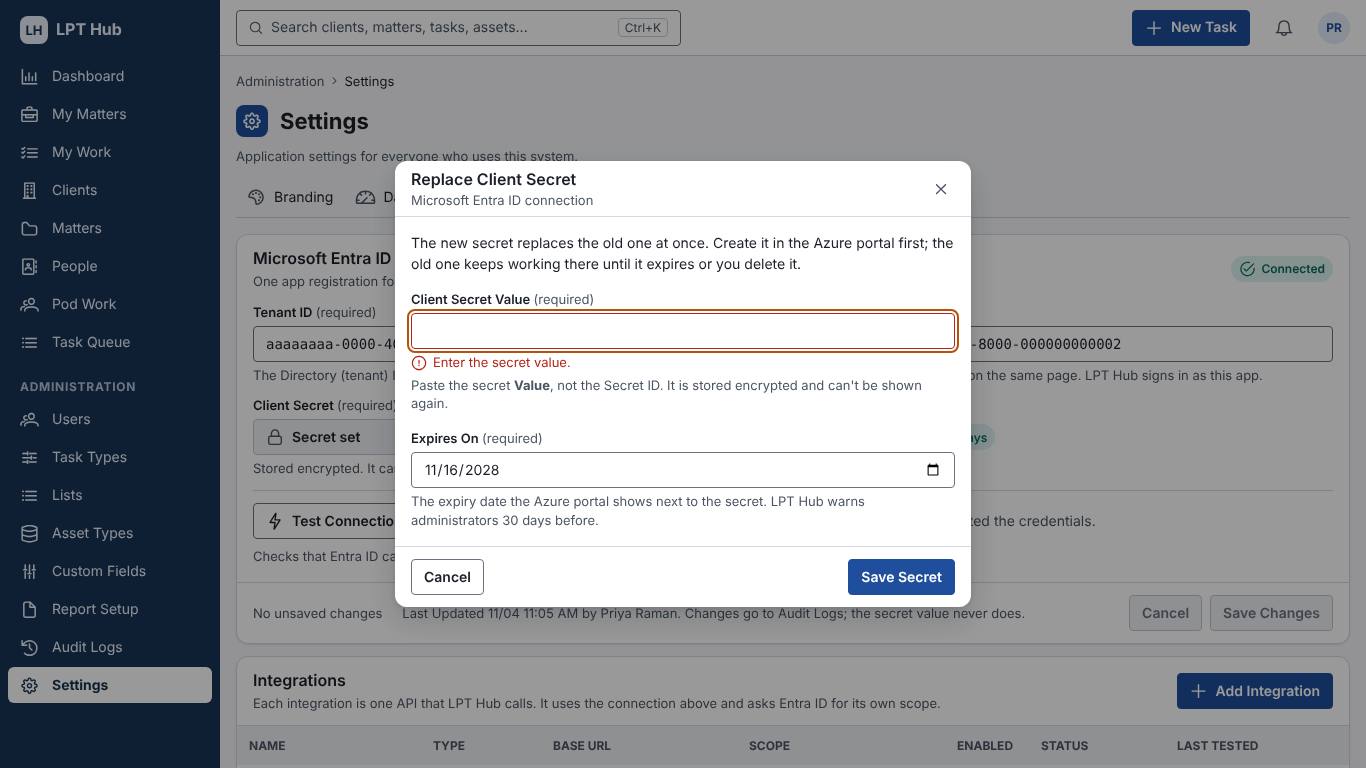 LH LPT Hub
Search clients, matters, tasks, assets... Ctrl+K
New Task
PR
Dashboard
My Matters
My Work
Clients
Matters
People
Pod Work
Task Queue
ADMINISTRATION
Users
Task Types
Lists
Asset Types
Custom Fields
Report Setup
Audit Logs
Settings
Administration > Settings
Settings
Application settings for everyone who uses this system.
Branding
Microsoft Entra ID
One app registration fo
Connected
Tenant ID (required)
aaaaaaaa-0000-40
-8000-000000000002
The Directory (tenant) I
on the same page. LPT Hub signs in as this app.
Client Secret (required)
Secret set
Stored encrypted. It ca
Test Connectio
ted the credentials.
Checks that Entra ID ca
No unsaved changes
Last Updated 11/04 11:05 AM by Priya Raman. Changes go to Audit Logs; the secret value never does.
Cancel
Save Changes
Replace Client Secret
Microsoft Entra ID connection
The new secret replaces the old one at once. Create it in the Azure portal first; the
old one keeps working there until it expires or you delete it.
Client Secret Value (required)
Enter the secret value.
Paste the secret Value, not the Secret ID. It is stored encrypted and can't be shown
again.
Expires On (required)
11/16/2028
The expiry date the Azure portal shows next to the secret. LPT Hub warns
administrators 30 days before.
Cancel
Save Secret
Integrations
Each integration is one API that LPT Hub calls. It uses the connection above and asks Entra ID for its own scope.
Add Integration
NAME TYPE BASE URL SCOPE ENABLED STATUS LAST TESTED